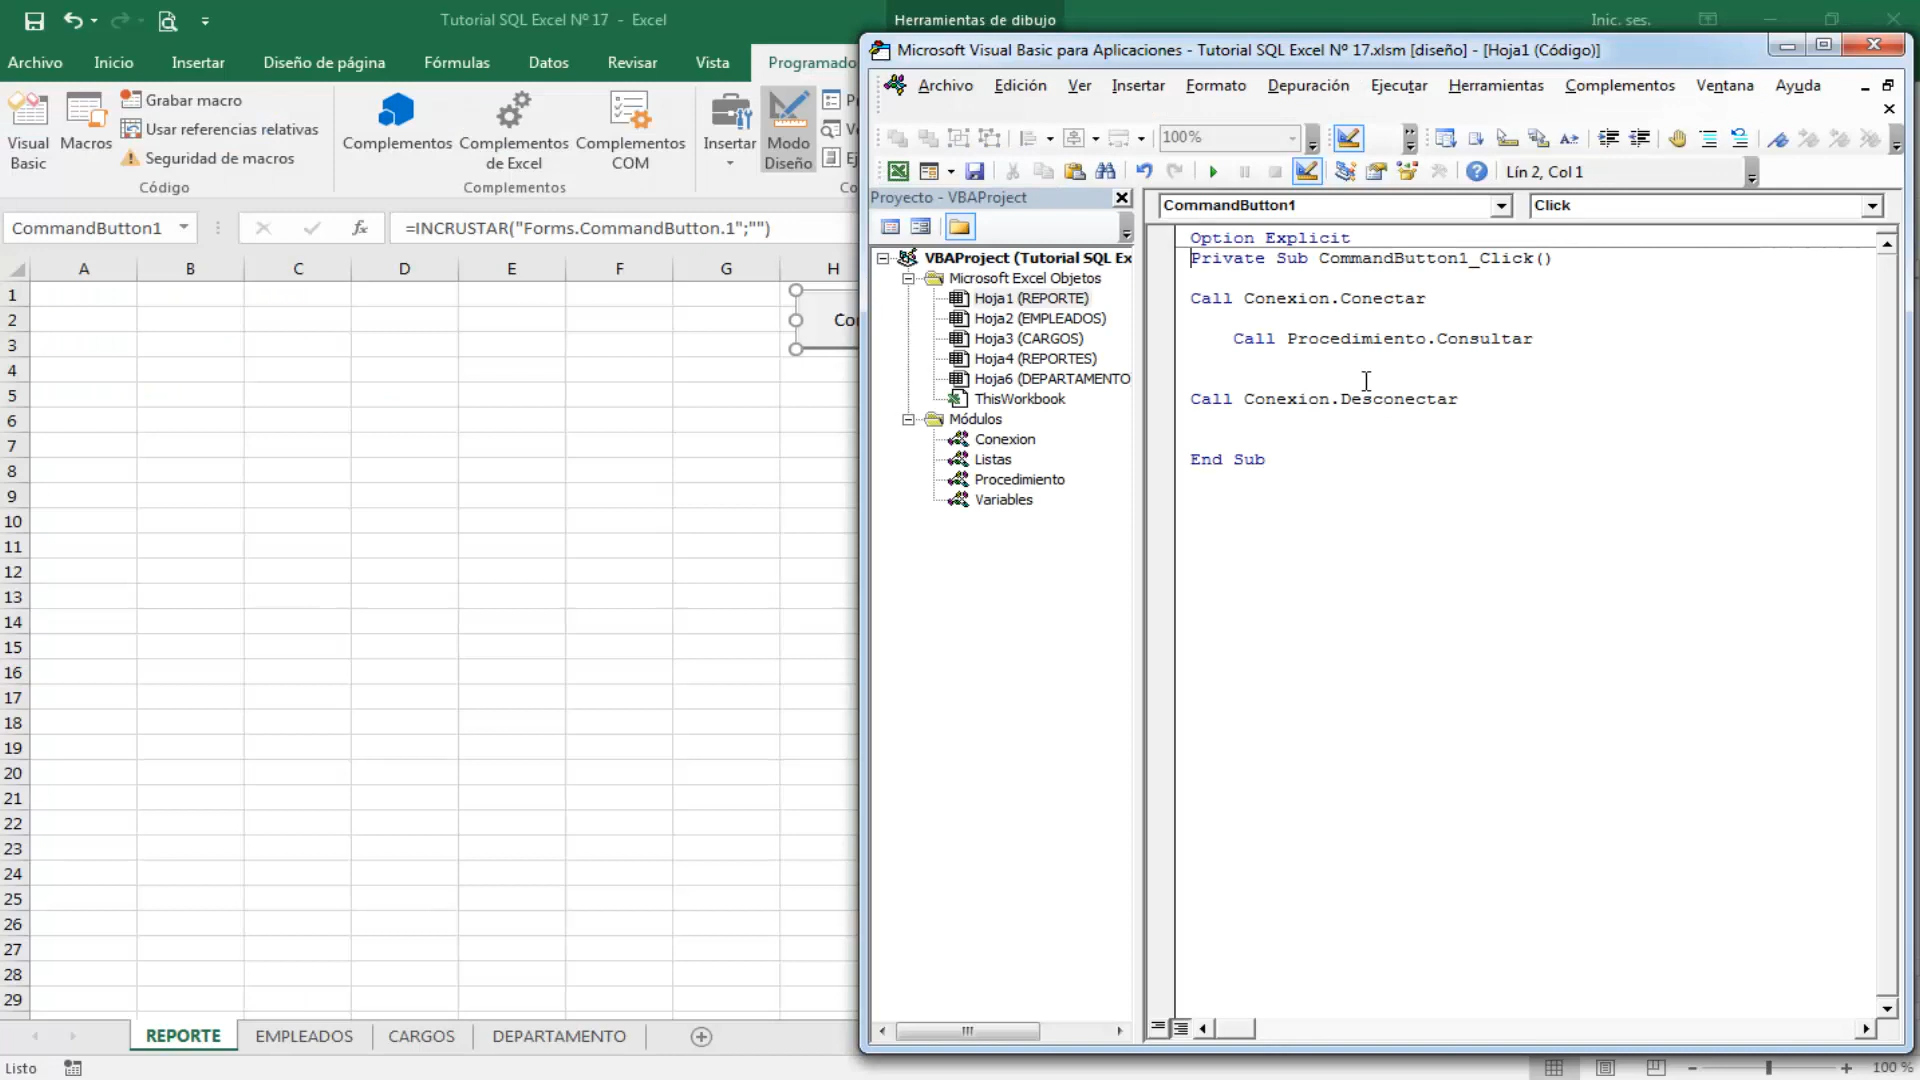 Tutorial SQL Excel Nº 17 - Excel
Herramientas de dibujo
Inic. ses.
Archivo Inicio Insertar Diseño de página Fórmulas Datos Revisar Vista Programado
Visual Basic
Macros
Grabar macro
Usar referencias relativas
Seguridad de macros
Código
Complementos
Complementos de Excel
Complementos COM
Complementos
Insertar
Modo Diseño
CommandButton1
fx
=INCRUSTAR("Forms.CommandButton.1";"")
A B C D E F G H
1
2
3
4
5
6
7
8
9
10
11
12
13
14
15
16
17
18
19
20
21
22
23
24
25
26
27
28
29
REPORTE EMPLEADOS CARGOS DEPARTAMENTO
Listo
100 %
Microsoft Visual Basic para Aplicaciones - Tutorial SQL Excel Nº 17.xlsm [diseño] - [Hoja1 (Código)]
Archivo Edición Ver Insertar Formato Depuración Ejecutar Herramientas Complementos Ventana Ayuda
100%
Lín 2, Col 1
Proyecto - VBAProject
VBAProject (Tutorial SQL Ex
Microsoft Excel Objetos
Hoja1 (REPORTE)
Hoja2 (EMPLEADOS)
Hoja3 (CARGOS)
Hoja4 (REPORTES)
Hoja6 (DEPARTAMENTO
ThisWorkbook
Módulos
Conexion
Listas
Procedimiento
Variables
CommandButton1
Click
Option Explicit
Private Sub CommandButton1_Click()
Call Conexion.Conectar
Call Procedimiento.Consultar
Call Conexion.Desconectar
End Sub